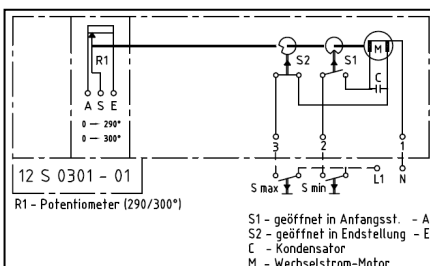 R1
S2
S1
M
C
A S E
0 – 290°
0 – 300°
3
2
1
12 S 0301 - 01
S max
S min
L1
N
R1 - Potentiometer (290/300°)
S1 - geöffnet in Anfangsst. - A
S2 - geöffnet in Endstellung - E
C - Kondensator
M - Wechselstrom-Motor